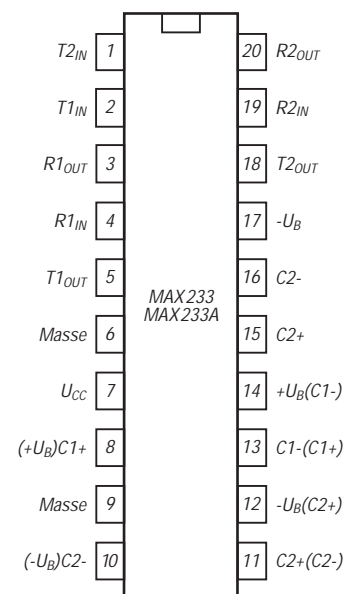 T2IN 1 20 R2OUT
T1IN 2 19 R2IN
R1OUT 3 18 T2OUT
R1IN 4 17 -UB
T1OUT 5 16 C2-
MAX233
MAX233A
Masse 6 15 C2+
UCC 7 14 +UB(C1-)
(+UB)C1+ 8 13 C1-(C1+)
Masse 9 12 -UB(C2+)
(-UB)C2- 10 11 C2+(C2-)